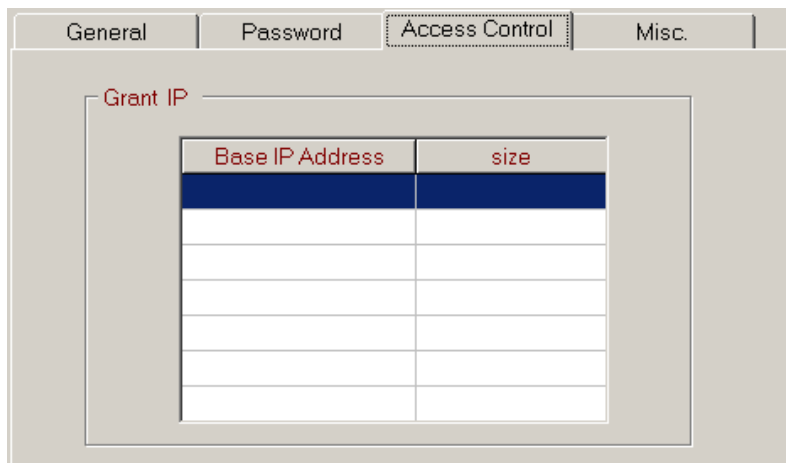 General Password Access Control Misc.
Grant IP
Base IP Address size